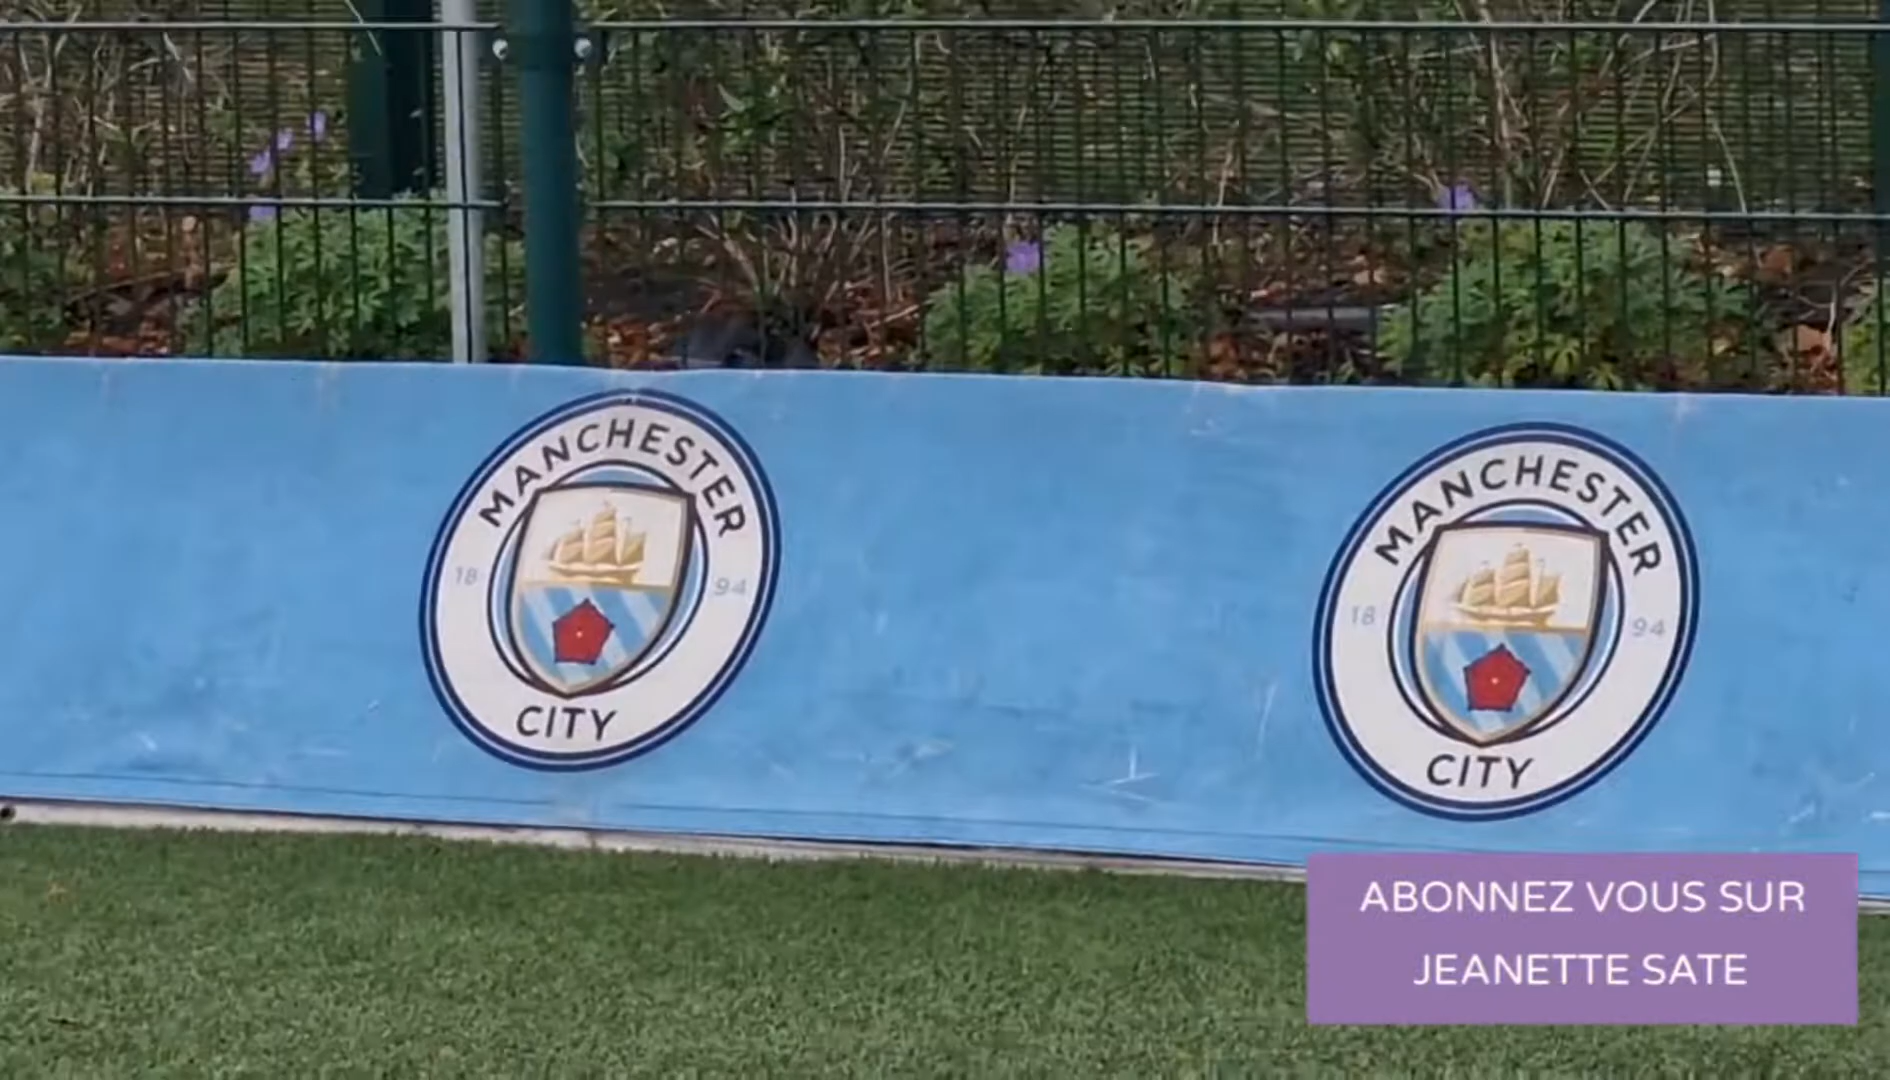 MANCHESTER
18 94
CITY
MANCHESTER
18 94
CITY
ABONNEZ VOUS SUR
JEANETTE SATE